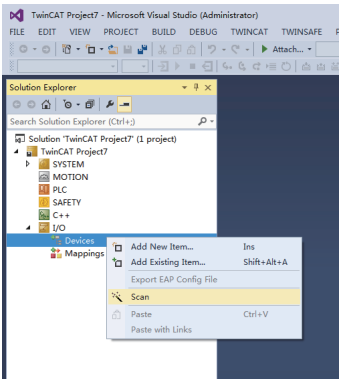 TwinCAT Project7 - Microsoft Visual Studio (Administrator)
FILE EDIT VIEW PROJECT BUILD DEBUG TWINCAT TWINSAFE
Attach...
Solution Explorer
Search Solution Explorer (Ctrl+;)
Solution 'TwinCAT Project7' (1 project)
TwinCAT Project7
SYSTEM
MOTION
PLC
SAFETY
C++
I/O
Devices
Mappings
Add New Item... Ins
Add Existing Item... Shift+Alt+A
Export EAP Config File
Scan
Paste Ctrl+V
Paste with Links